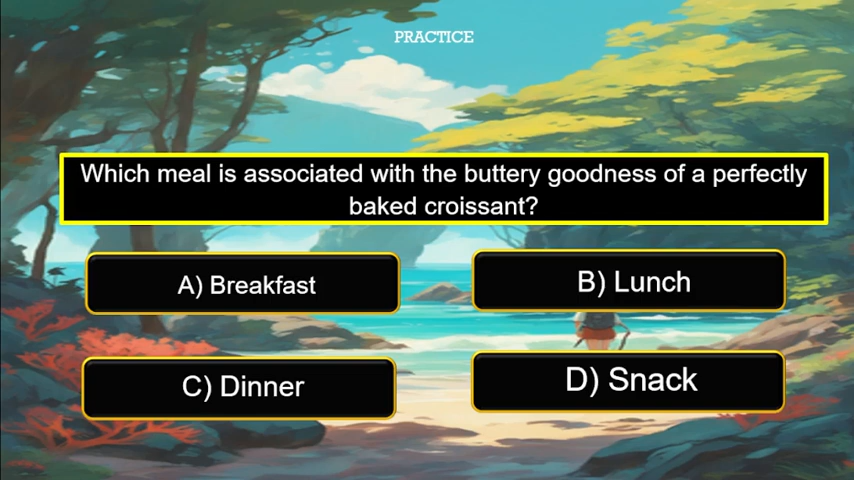 PRACTICE
Which meal is associated with the buttery goodness of a perfectly
baked croissant?
A) Breakfast
B) Lunch
C) Dinner
D) Snack